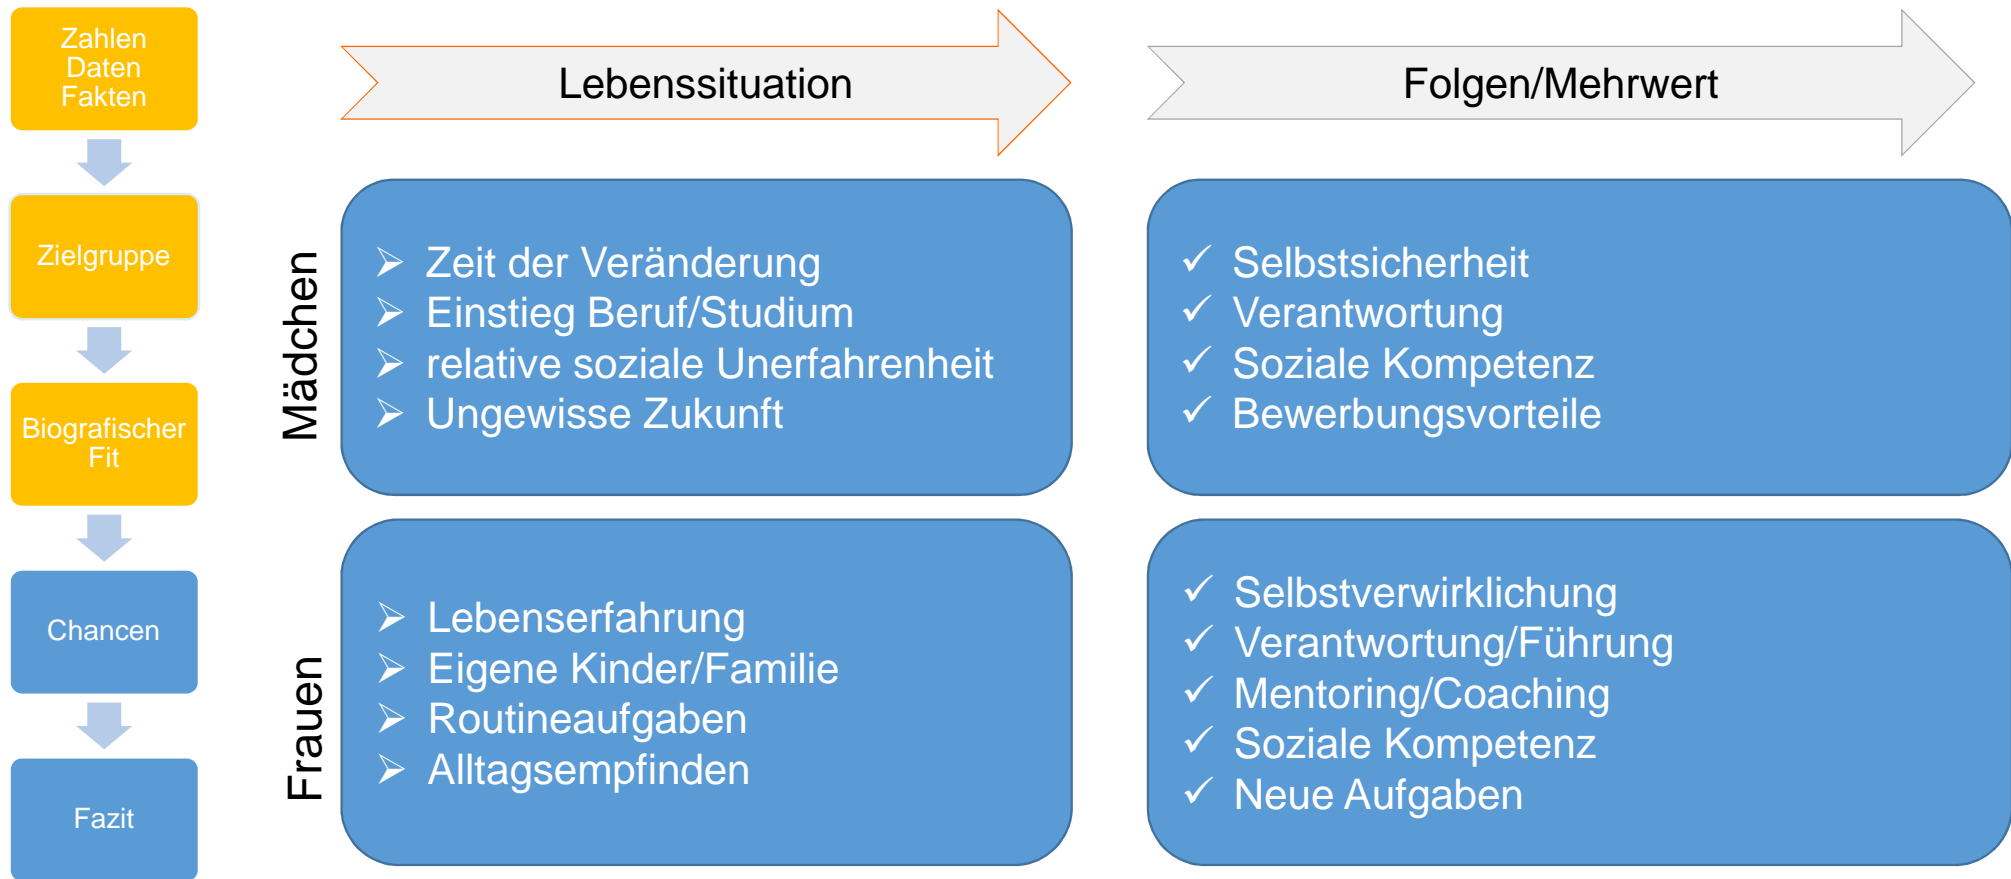 Zahlen
Daten
Fakten
Zielgruppe
Biografischer
Fit
Chancen
Fazit
Lebenssituation
Folgen/Mehrwert
Mädchen
Zeit der Veränderung
Einstieg Beruf/Studium
relative soziale Unerfahrenheit
Ungewisse Zukunft
Selbstsicherheit
Verantwortung
Soziale Kompetenz
Bewerbungsvorteile
Frauen
Lebenserfahrung
Eigene Kinder/Familie
Routineaufgaben
Alltagsempfinden
Selbstverwirklichung
Verantwortung/Führung
Mentoring/Coaching
Soziale Kompetenz
Neue Aufgaben